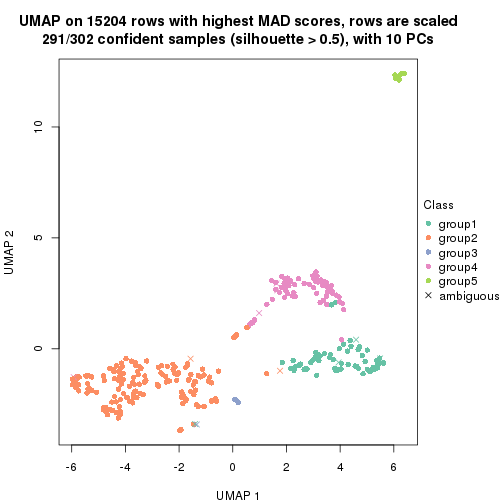 UMAP on 15204 rows with highest MAD scores, rows are scaled
291/302 confident samples (silhouette > 0.5), with 10 PCs
10
5
0
UMAP 2
-6
-4
-2
0
2
4
6
UMAP 1
Class
group1
group2
group3
group4
group5
ambiguous